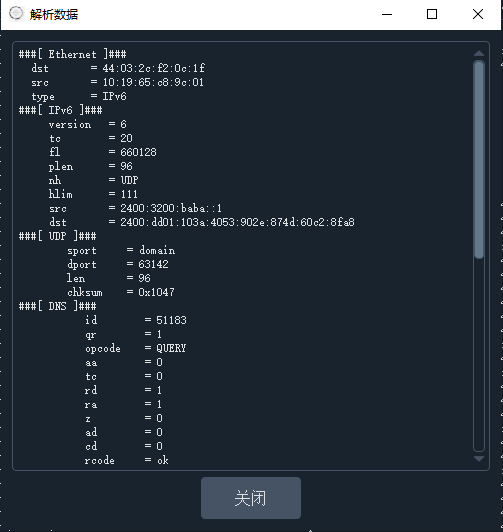 解析数据
###[ Ethernet ]###
dst = 44:03:2c:f2:0c:1f
src = 10:19:65:c8:9c:01
type = IPv6
###[ IPv6 ]###
version = 6
tc = 20
fl = 660128
plen = 96
nh = UDP
hlim = 111
src = 2400:3200:baba::1
dst = 2400:dd01:103a:4053:902e:874d:60c2:8fa8
###[ UDP ]###
sport = domain
dport = 63142
len = 96
chksum = 0x1047
###[ DNS ]###
id = 51183
qr = 1
opcode = QUERY
aa = 0
tc = 0
rd = 1
ra = 1
z = 0
ad = 0
cd = 0
rcode = ok
关闭